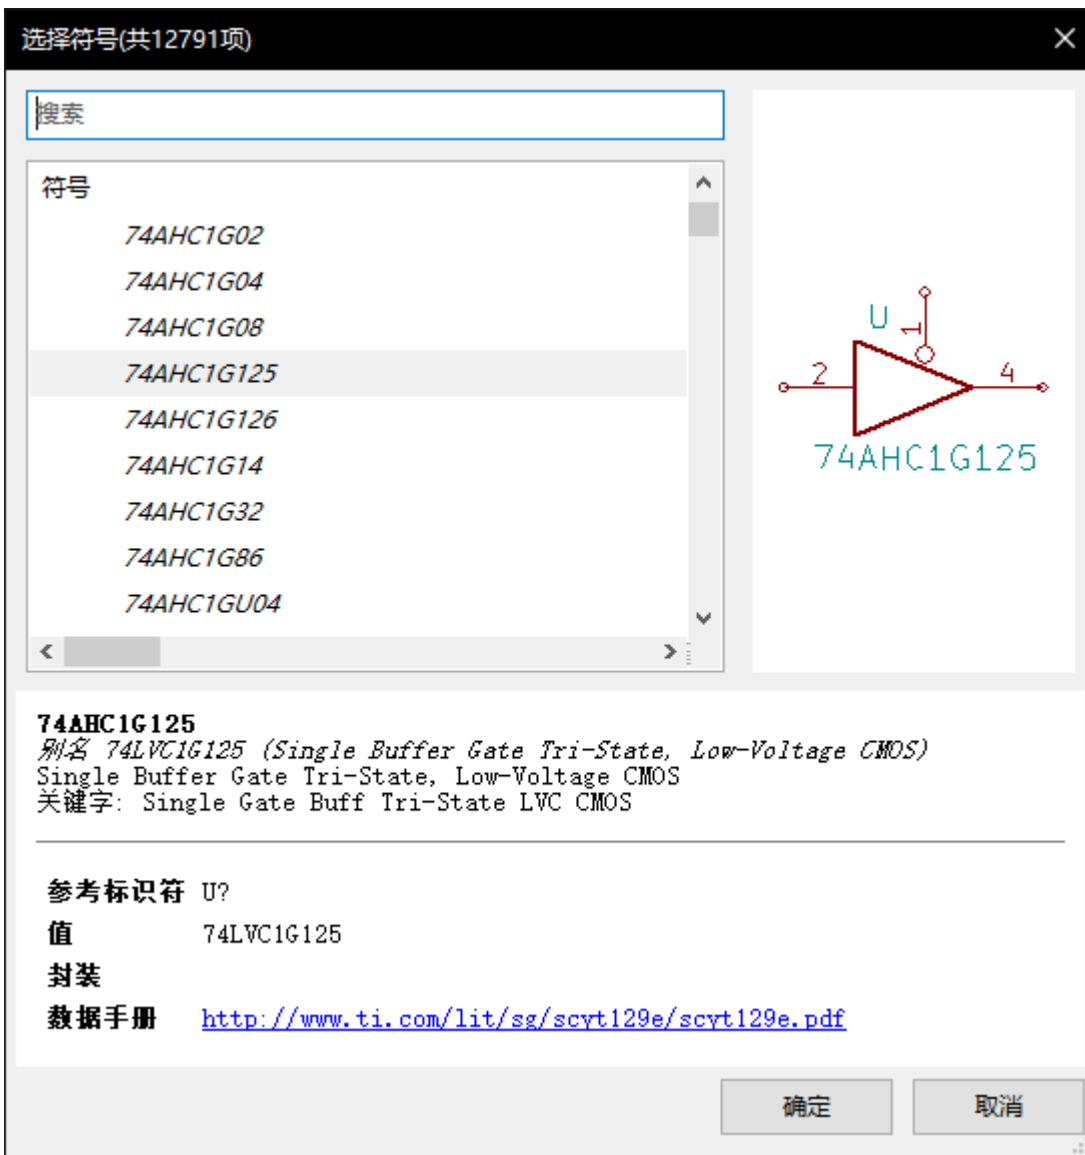 选择符号(共12791项)
搜索
符号
74AHC1G02
74AHC1G04
74AHC1G08
74AHC1G125
74AHC1G126
74AHC1G14
74AHC1G32
74AHC1G86
74AHC1GU04
U
1
2
4
74AHC1G125
74AHC1G125
别名 74LVC1G125 (Single Buffer Gate Tri-State, Low-Voltage CMOS)
Single Buffer Gate Tri-State, Low-Voltage CMOS
关键字: Single Gate Buff Tri-State LVC CMOS
参考标识符 U?
值 74LVC1G125
封装
数据手册 http://www.ti.com/lit/sg/scyt129e/scyt129e.pdf
确定 取消